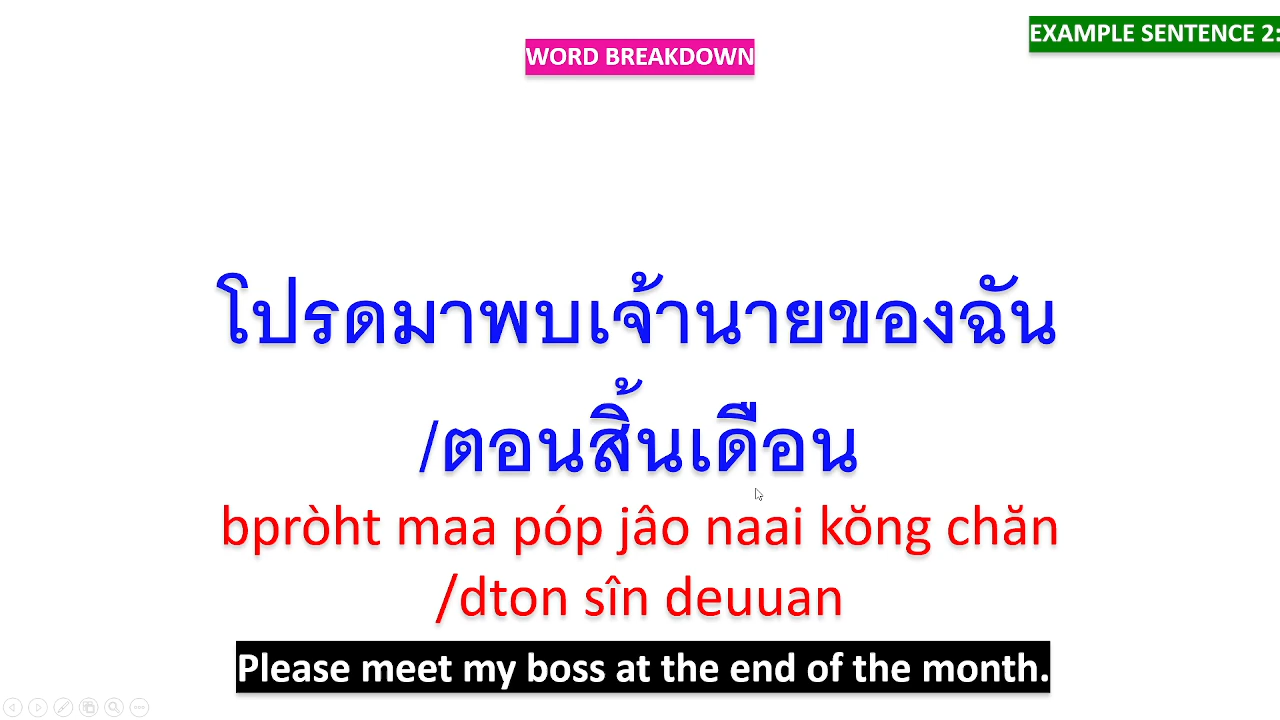 EXAMPLE SENTENCE 2:
WORD BREAKDOWN
โปรดมาพบเจ้านายของฉัน
/ตอนสิ้นเดือน
bpròht maa póp jâo naai kŏng chăn
/dton sîn deuuan
Please meet my boss at the end of the month.